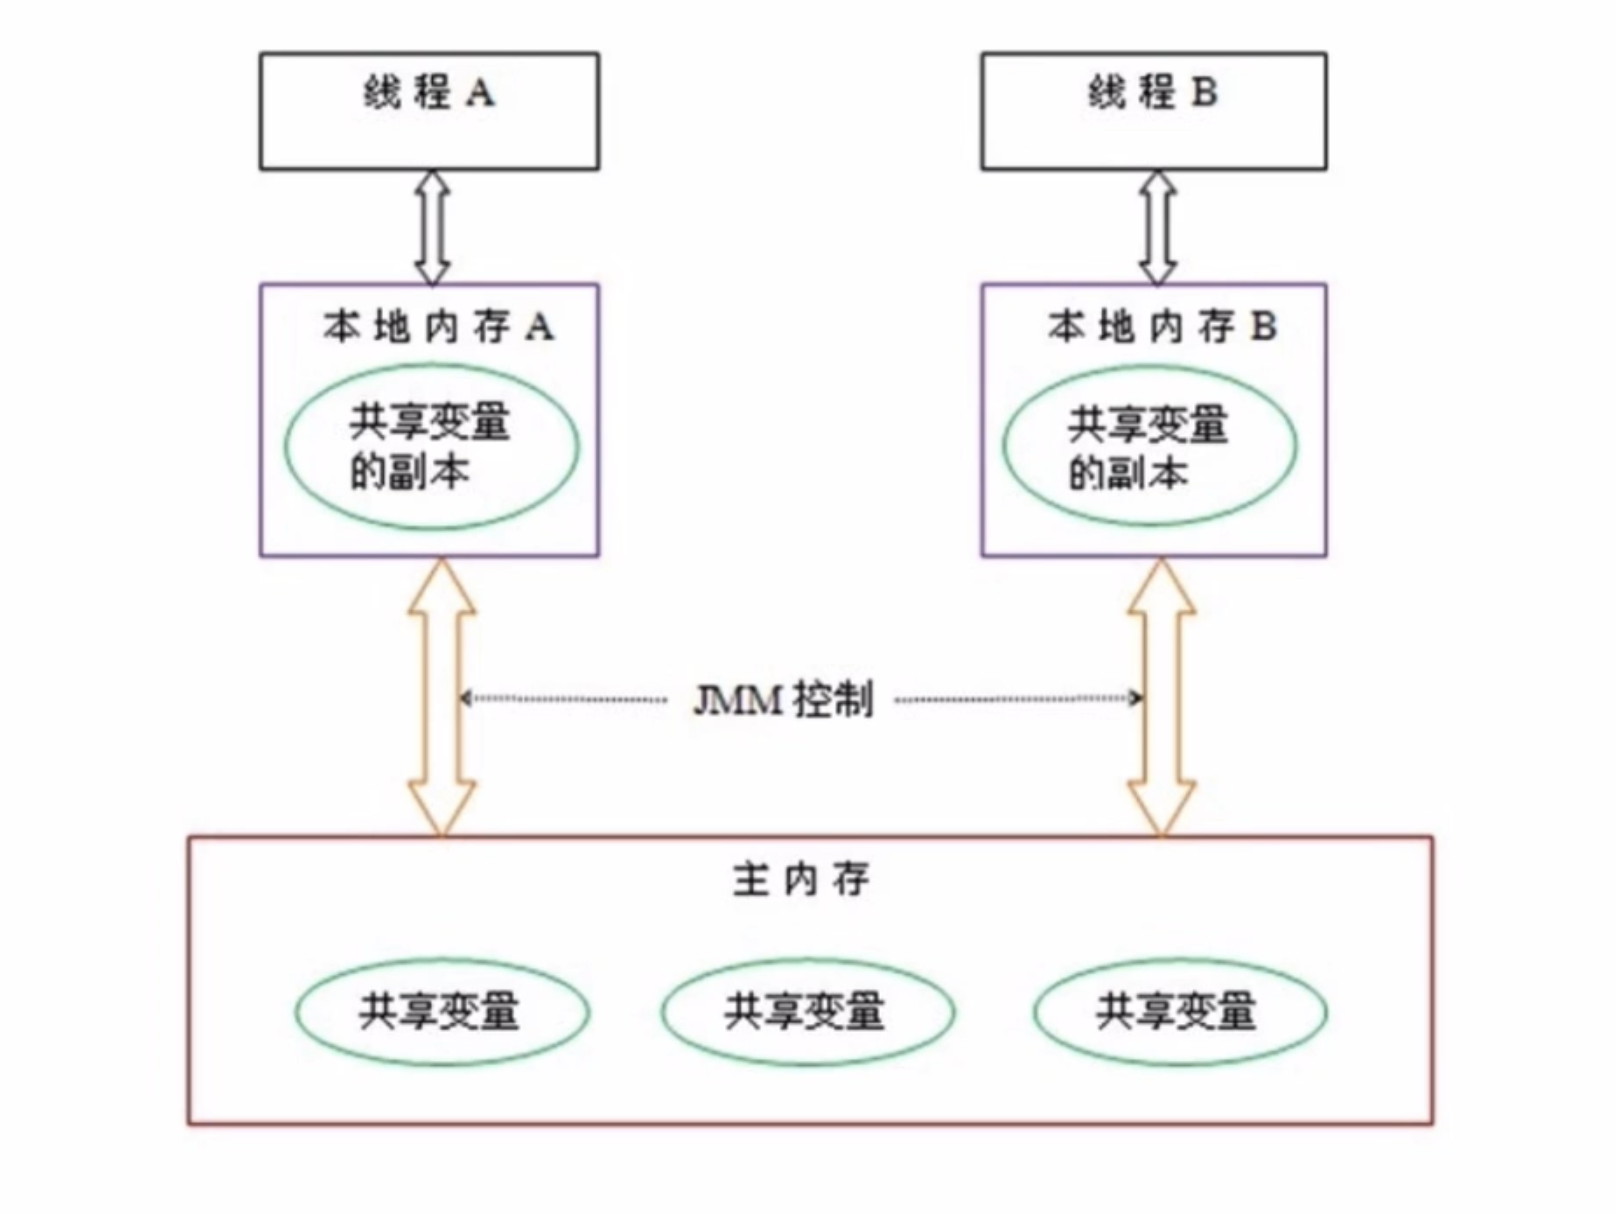 线程 A
线程 B
本地内存 A
本地内存 B
共享变量
的副本
共享变量
的副本
JMM 控制
主内存
共享变量
共享变量
共享变量